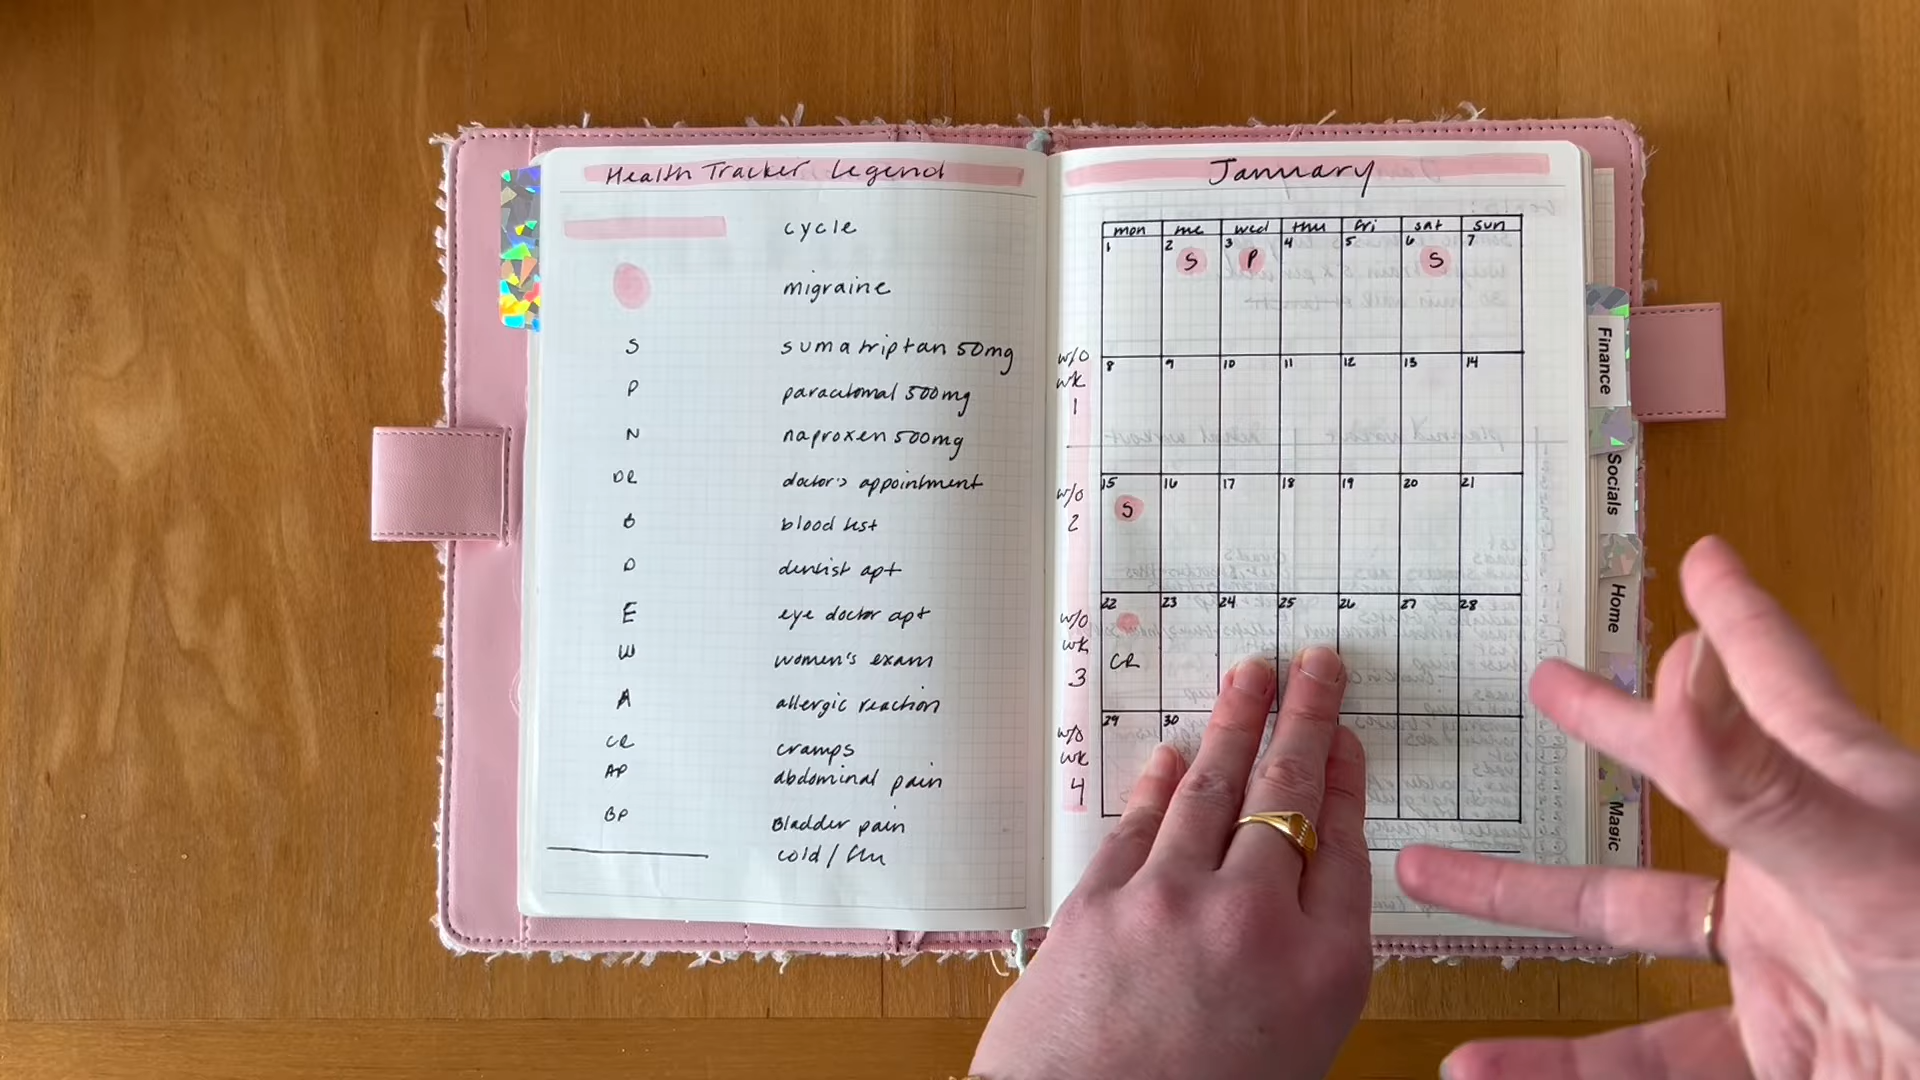 Health Tracker Legend
cycle
migraine
S sumatriptan 50mg
P paracetomal 500mg
N naproxen 500mg
DR doctor's appointment
B blood test
D dentist apt
E eye doctor apt
W women's exam
A allergic reaction
CR cramps
AP abdominal pain
BP Bladder pain
cold/flu
January
mon tue wed thu fri sat sun
1 2 3 4 5 6 7
S P S
w/o wk 1
8 9 10 11 12 13 14
w/o 2
15 16 17 18 19 20 21
S
w/o wk 3
22 23 24 25 26 27 28
CR
w/o wk 4
29 30
Finance
Socials
Home
Magic